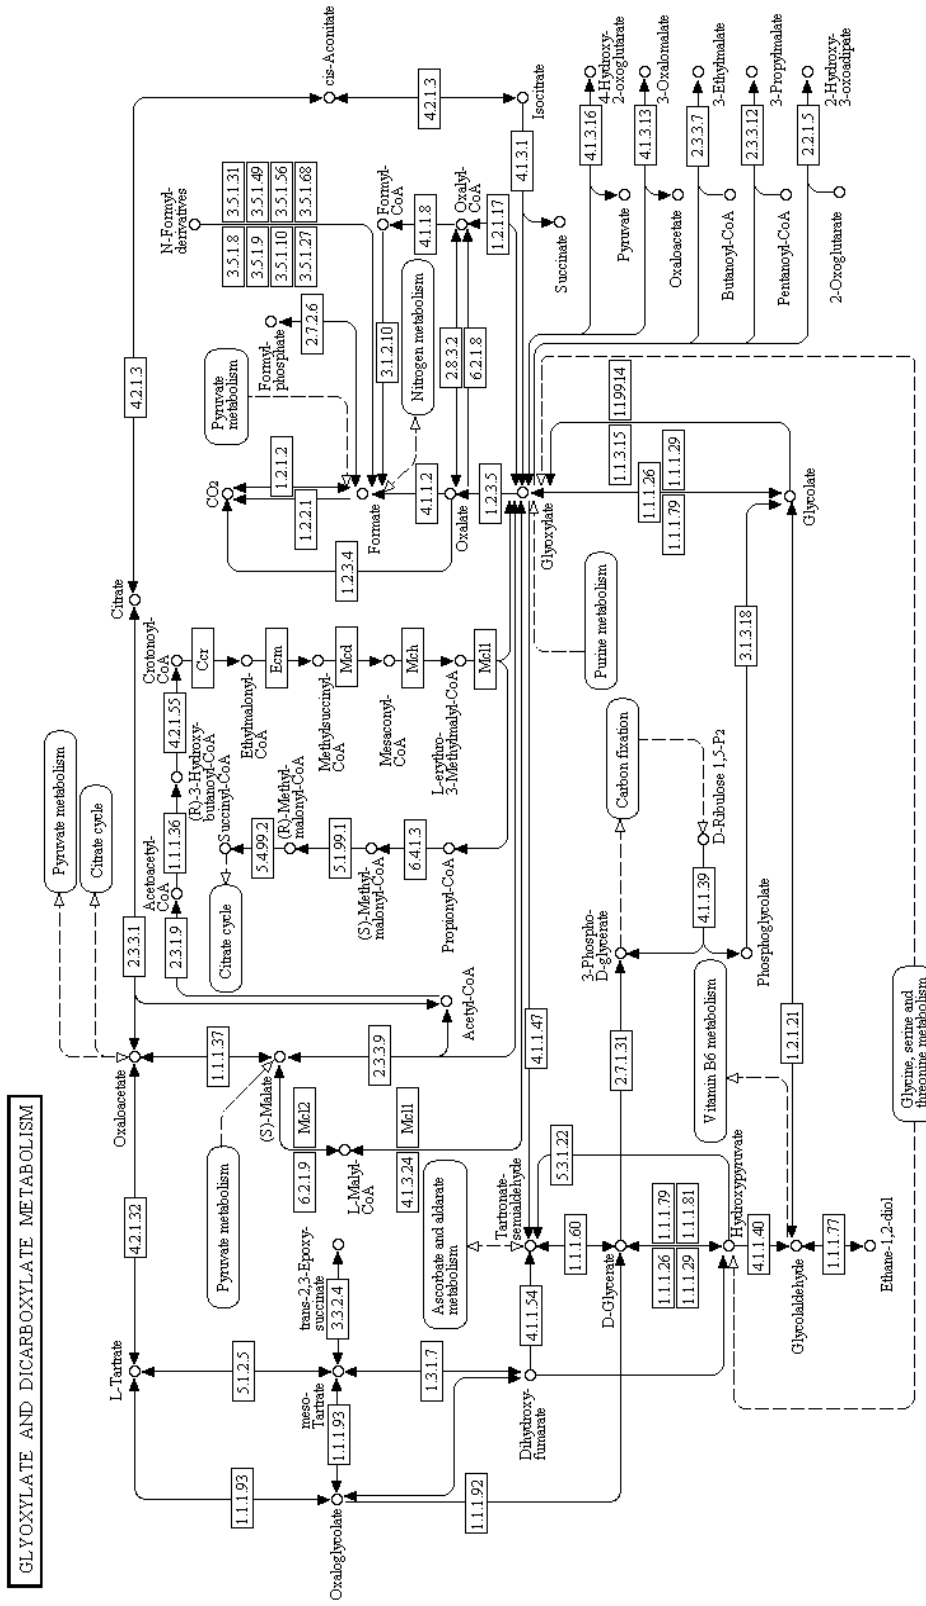 GLYOXYLATE AND DICARBOXYLATE METABOLISM
Pyruvate metabolism
Citrate cycle
L-Tartrate
4.2.1.32
Oxaloacetate
2.3.3.1
Citrate
4.2.1.3
cis-Aconitate
4.2.1.3
Isocitrate
1.1.1.93
5.1.2.5
1.1.1.37
2.3.1.9
Acetoacetyl-
CoA
1.1.1.36
(R)-3-Hydroxy-
butanoyl-CoA
4.2.1.55
Crotonoyl-
CoA
Ccr
Ethylmalonyl-
CoA
Ecm
Methylsuccinyl-
CoA
Mcd
Mesaconyl-
CoA
Mch
L-erythro-
3-Methylmalyl-CoA
Mcl1
Citrate cycle
Succinyl-CoA
5.4.99.2
(R)-Methyl-
malonyl-CoA
5.1.99.1
(S)-Methyl-
malonyl-CoA
6.4.1.3
Propionyl-CoA
Acetyl-CoA
Pyruvate metabolism
(S)-Malate
2.3.3.9
6.2.1.9
Mcl2
L-Malyl-
CoA
4.1.3.24
Mcl1
CO2
1.2.2.1
1.2.1.2
1.2.3.4
Formate
4.1.1.2
Oxalate
1.2.3.5
Glyoxylate
Pyruvate
metabolism
Formyl-
phosphate
2.7.2.6
N-Formyl-
derivatives
3.5.1.8
3.5.1.31
3.5.1.9
3.5.1.49
3.5.1.10
3.5.1.56
3.5.1.27
3.5.1.68
Nitrogen metabolism
3.1.2.10
Formyl-
CoA
4.1.1.8
Oxalyl-
CoA
1.2.1.17
2.8.3.2
6.2.1.8
4.1.3.1
Succinate
Pyruvate
4.1.3.16
4-Hydroxy-
2-oxoglutarate
Oxaloacetate
4.1.3.13
3-Oxalomalate
Butanoyl-CoA
2.3.3.7
3-Ethylmalate
Pentanoyl-CoA
2.3.3.12
3-Propylmalate
2-Oxoglutarate
2.2.1.5
2-Hydroxy-
3-oxoadipate
Oxaloglycolate
1.1.1.93
meso-
Tartrate
3.3.2.4
trans-2,3-Epoxy-
succinate
1.3.1.7
Dihydroxy-
fumarate
1.1.1.92
4.1.1.54
Ascorbate and aldarate
metabolism
Tartronate-
semialdehyde
4.1.1.47
5.3.1.22
1.1.1.60
D-Glycerate
2.7.1.31
3-Phospho-
D-glycerate
Carbon fixation
D-Ribulose 1,5-P2
4.1.1.39
Phosphoglycolate
3.1.3.18
Purine metabolism
1.1.3.15
1.1.99.14
1.1.1.26
1.1.1.79
1.1.1.29
Glycolate
1.1.1.26
1.1.1.79
1.1.1.29
1.1.1.81
Hydroxypyruvate
4.1.1.40
Vitamin B6 metabolism
Glycolaldehyde
1.2.1.21
1.1.1.77
Ethane-1,2-diol
Glycine, serine and
threonine metabolism